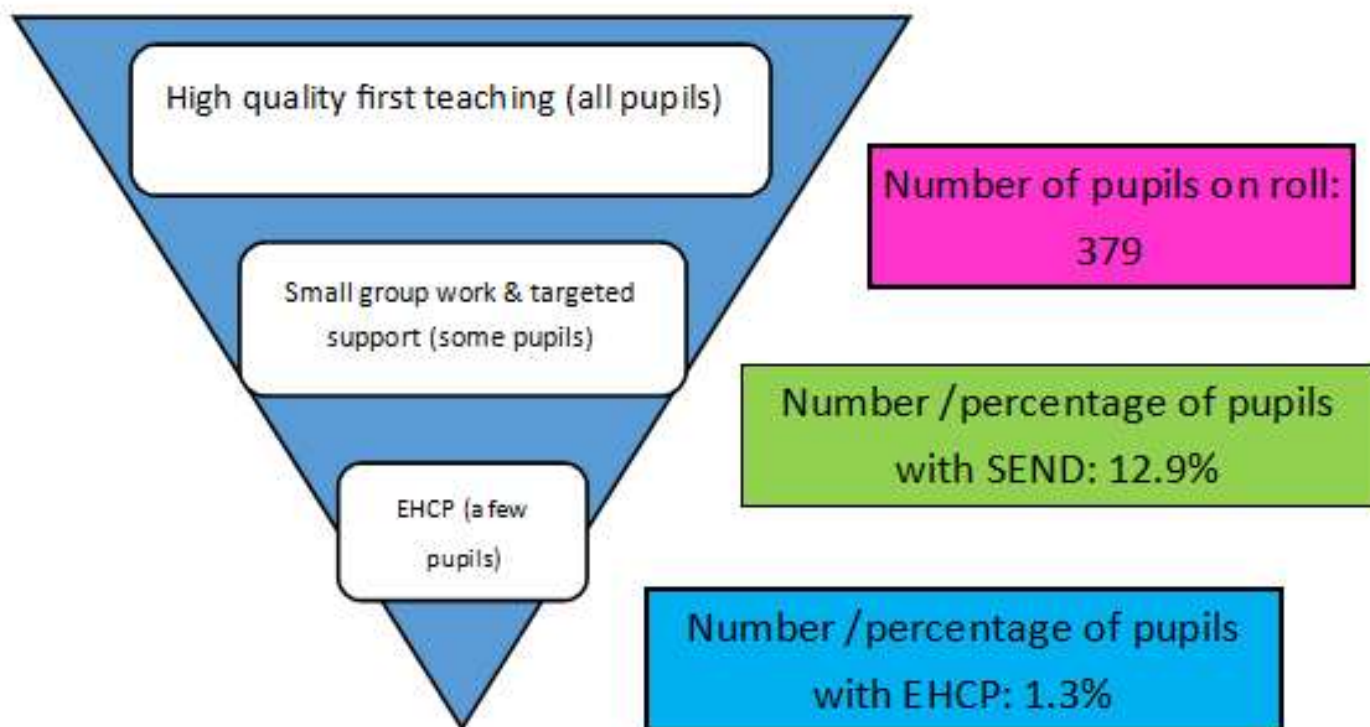 High quality first teaching (all pupils)
Number of pupils on roll:
379
Small group work & targeted
support (some pupils)
Number /percentage of pupils
with SEND: 12.9%
EHCP (a few
pupils)
Number /percentage of pupils
with EHCP: 1.3%